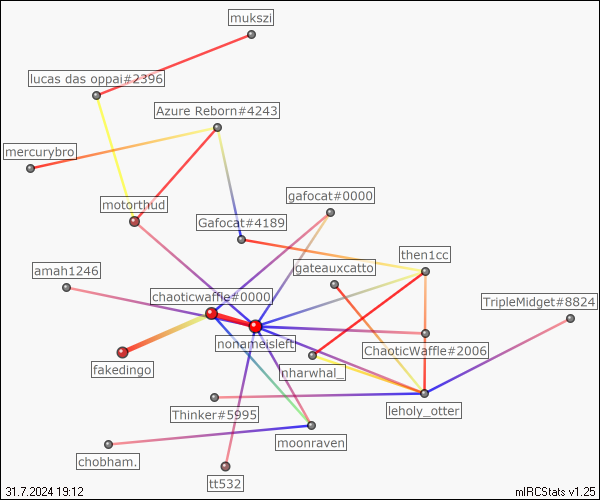 mukszi
lucas das oppai#2396
Azure Reborn#4243
mercurybro
gafocat#0000
motorthud
Gafocat#4189
then1cc
gateauxcatto
amah1246
chaoticwaffle#0000
TripleMidget#8824
nonameisleft
ChaoticWaffle#2006
fakedingo
nharwhal_
Thinker#5995
leholy_otter
moonraven
chobham.
tt532
31.7.2024 19:12
mIRCStats v1.25